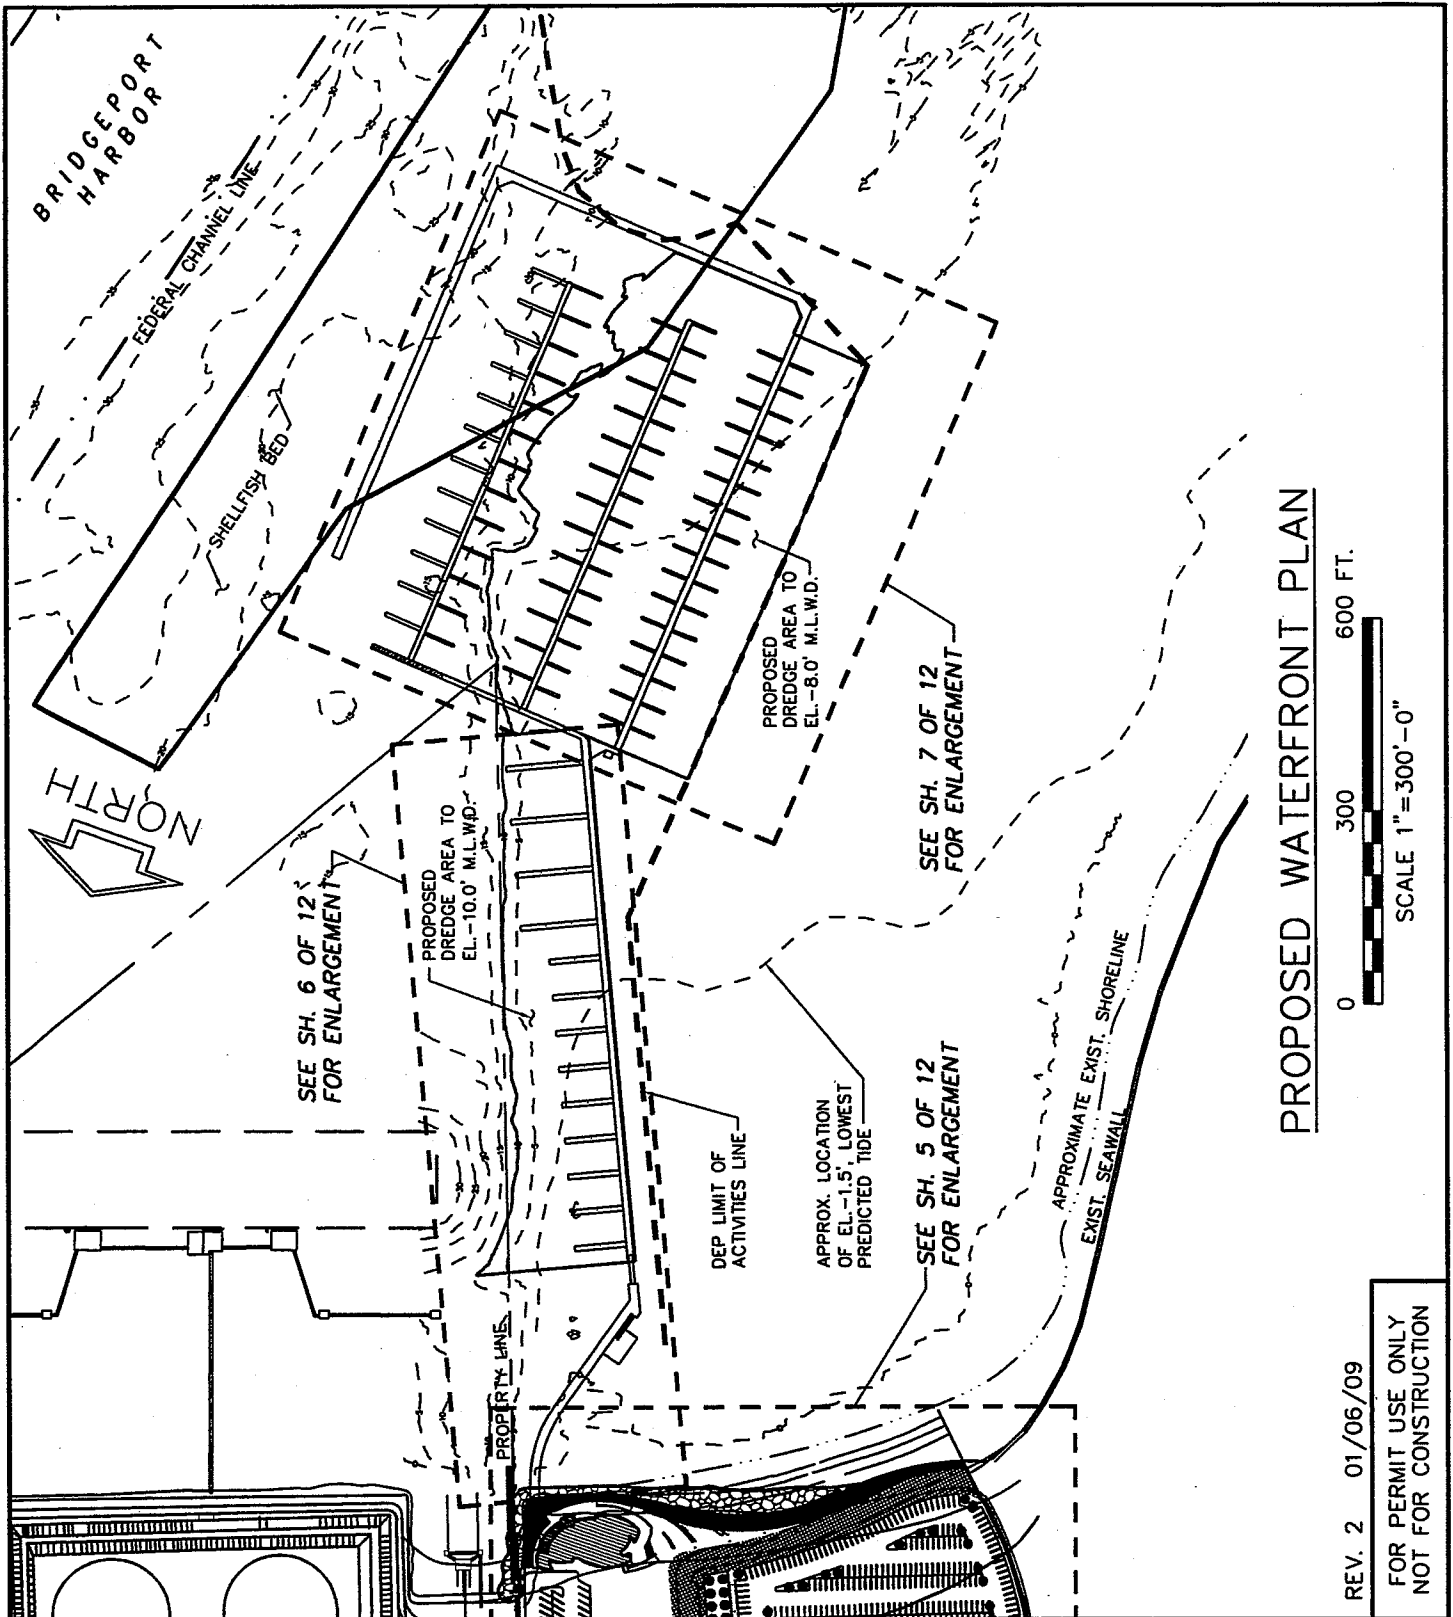 BRIDGEPORT
HARBOR
FEDERAL CHANNEL LINE
SHELLFISH BED
NORTH
SEE SH. 6 OF 12
FOR ENLARGEMENT
PROPOSED
DREDGE AREA TO
EL.-10.0' M.L.W.D.
PROPOSED
DREDGE AREA TO
EL.-8.0' M.L.W.D.
SEE SH. 7 OF 12
FOR ENLARGEMENT
DEP LIMIT OF
ACTIVITIES LINE
APPROX. LOCATION
OF EL.-1.5', LOWEST
PREDICTED TIDE
SEE SH. 5 OF 12
FOR ENLARGEMENT
APPROXIMATE EXIST. SHORELINE
EXIST. SEAWALL
PROPERTY LINE
PROPOSED WATERFRONT PLAN
0 300 600 FT.
SCALE 1"=300'-0"
REV. 2 01/06/09
FOR PERMIT USE ONLY
NOT FOR CONSTRUCTION